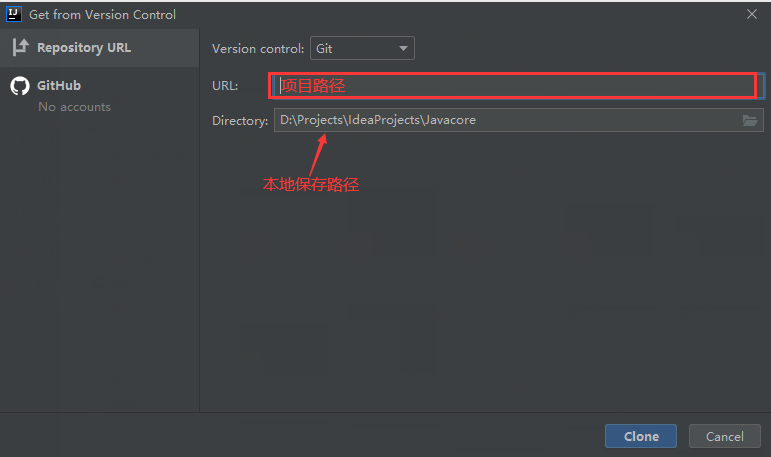 IJ
Get from Version Control
Repository URL
GitHub
No accounts
Version control: Git
URL: 项目路径
Directory: D:\Projects\IdeaProjects\Javacore
本地保存路径
Clone Cancel